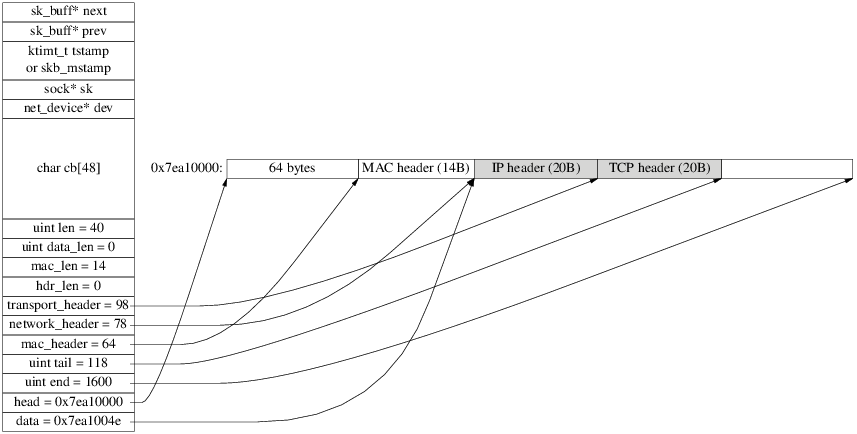 sk_buff* next
sk_buff* prev
ktimt_t tstamp
or skb_mstamp
sock* sk
net_device* dev
char cb[48]
0x7ea10000:
64 bytes
MAC header (14B)
IP header (20B)
TCP header (20B)
uint len = 40
uint data_len = 0
mac_len = 14
hdr_len = 0
transport_header = 98
network_header = 78
mac_header = 64
uint tail = 118
uint end = 1600
head = 0x7ea10000
data = 0x7ea1004e